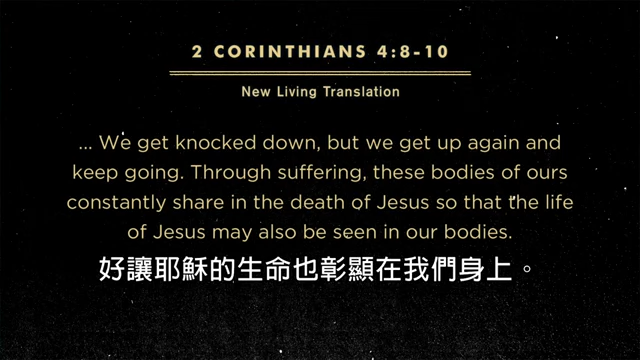 2 CORINTHIANS 4:8-10
New Living Translation
... We get knocked down, but we get up again and
keep going. Through suffering, these bodies of ours
constantly share in the death of Jesus so that the life
of Jesus may also be seen in our bodies.
好讓耶穌的生命也彰顯在我們身上。